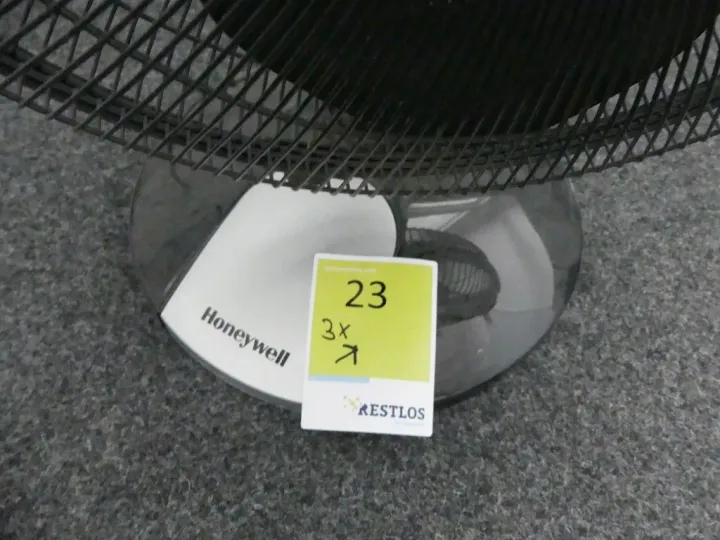 Honeywell
23
3x
RESTLOS